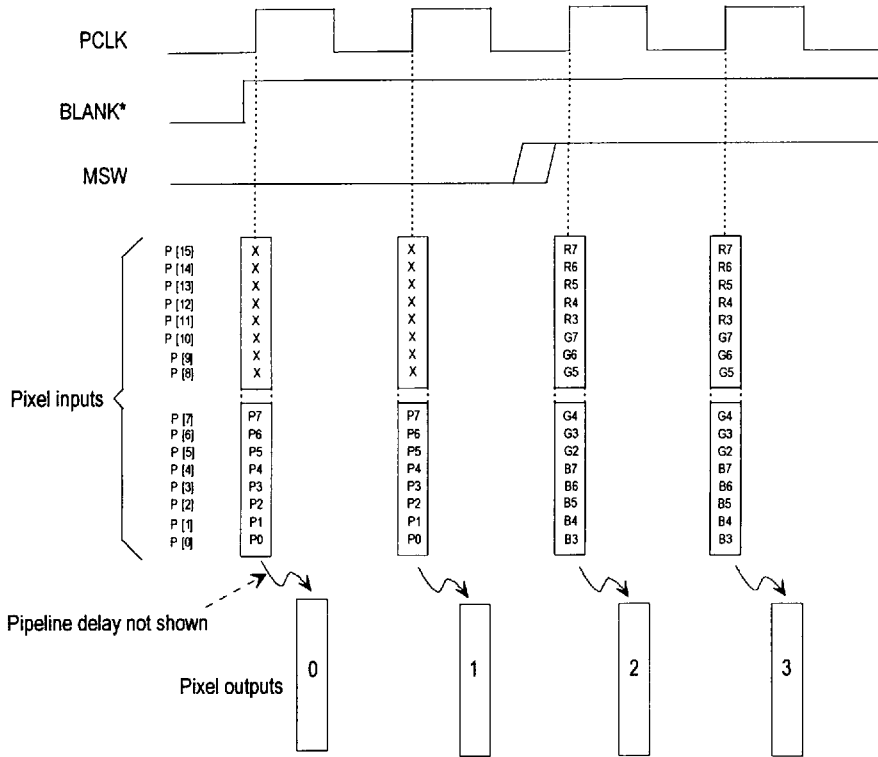 PCLK
BLANK*
MSW
P [15] X X R7 R7
P [14] X X R6 R6
P [13] X X R5 R5
P [12] X X R4 R4
P [11] X X R3 R3
P [10] X X G7 G7
P [9] X X G6 G6
P [8] X X G5 G5
Pixel inputs
P [7] P7 P7 G4 G4
P [6] P6 P6 G3 G3
P [5] P5 P5 G2 G2
P [4] P4 P4 B7 B7
P [3] P3 P3 B6 B6
P [2] P2 P2 B5 B5
P [1] P1 P1 B4 B4
P [0] P0 P0 B3 B3
Pipeline delay not shown
Pixel outputs
0 1 2 3